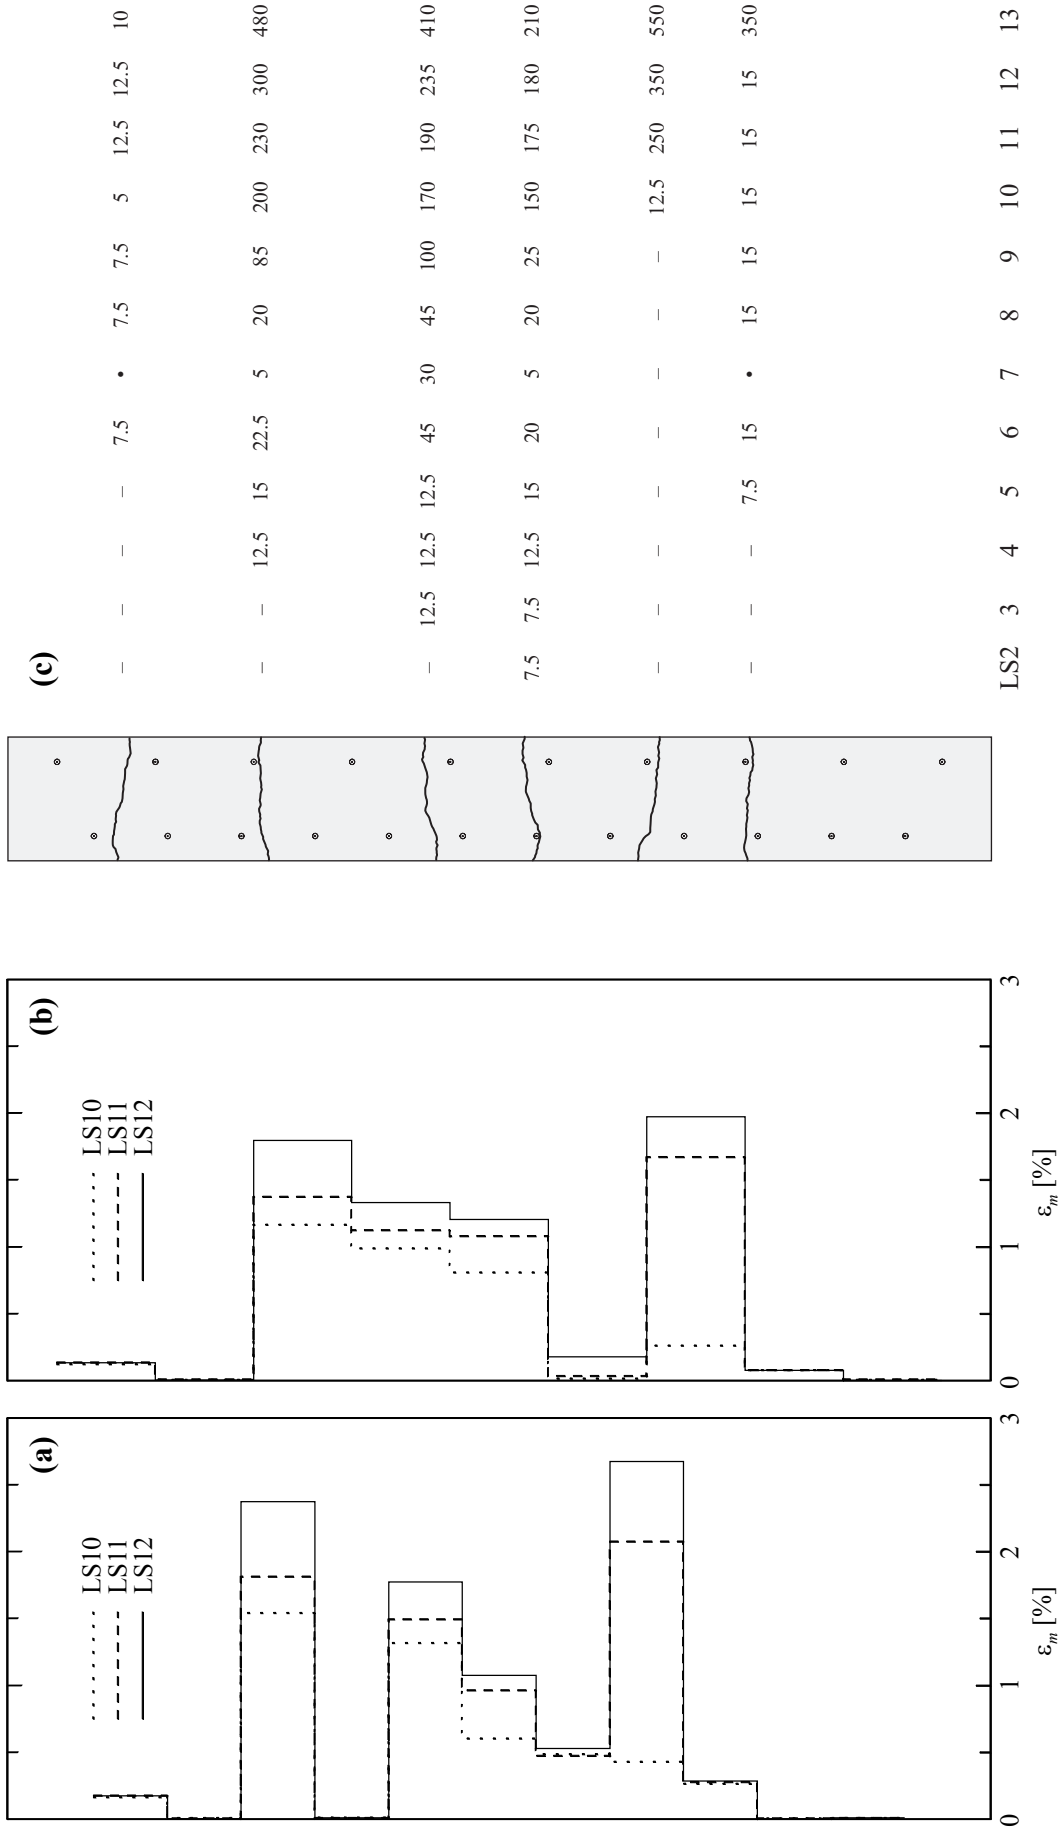 (a)
LS10
LS11
LS12
0 1 2 3
εm [%]
(b)
LS10
LS11
LS12
0 1 2 3
εm [%]
(c)
– – – – 7.5 • 7.5 7.5 5 12.5 12.5 10
– – 12.5 15 22.5 5 20 85 200 230 300 480
– 12.5 12.5 12.5 45 30 45 100 170 190 235 410
7.5 7.5 12.5 15 20 5 20 25 150 175 180 210
– – – – – – – – 12.5 250 350 550
– – – 7.5 15 • 15 15 15 15 15 350
LS2 3 4 5 6 7 8 9 10 11 12 13